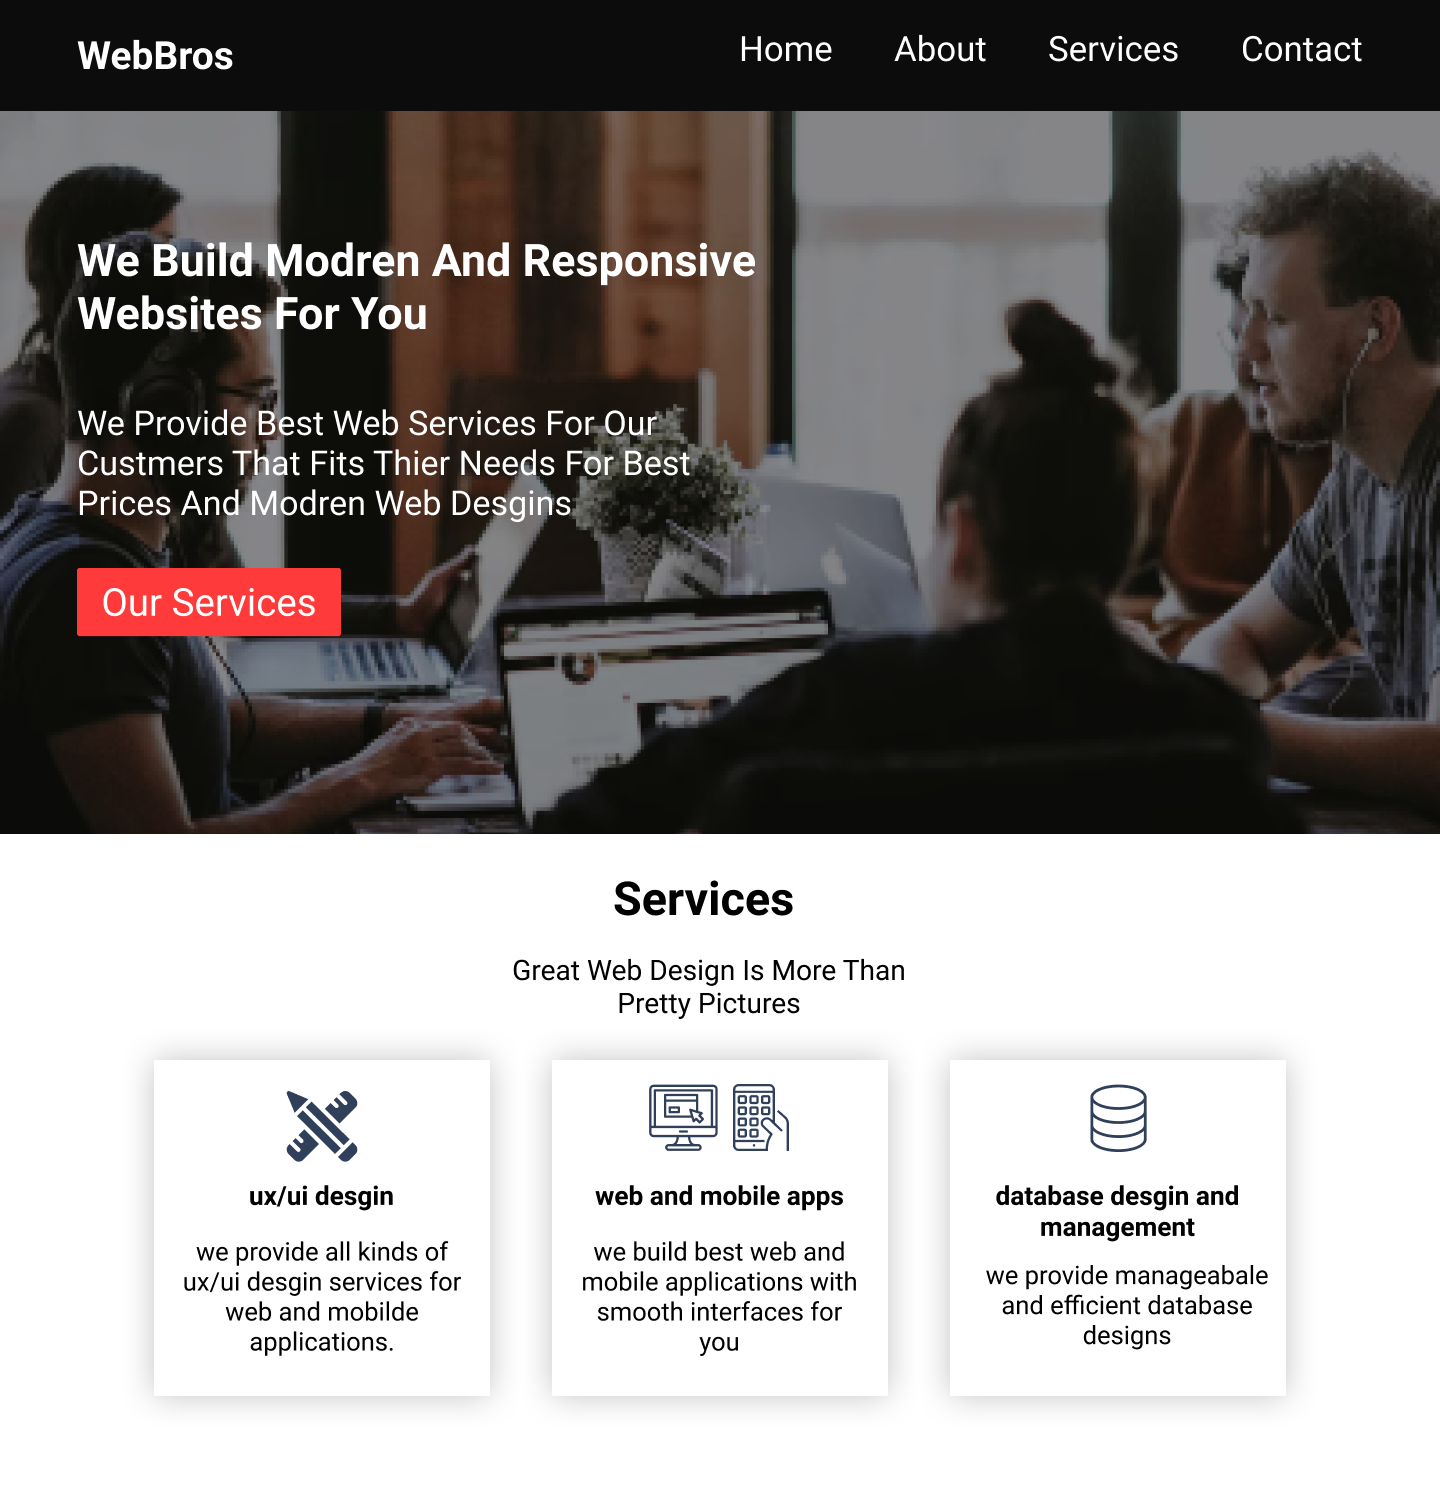 WebBros
Home About Services Contact
We Build Modren And Responsive
Websites For You
We Provide Best Web Services For Our
Custmers That Fits Thier Needs For Best
Prices And Modren Web Desgins
Our Services
Services
Great Web Design Is More Than
Pretty Pictures
ux/ui desgin
we provide all kinds of
ux/ui desgin services for
web and mobilde
applications.
web and mobile apps
we build best web and
mobile applications with
smooth interfaces for
you
database desgin and
management
we provide manageabale
and efficient database
designs